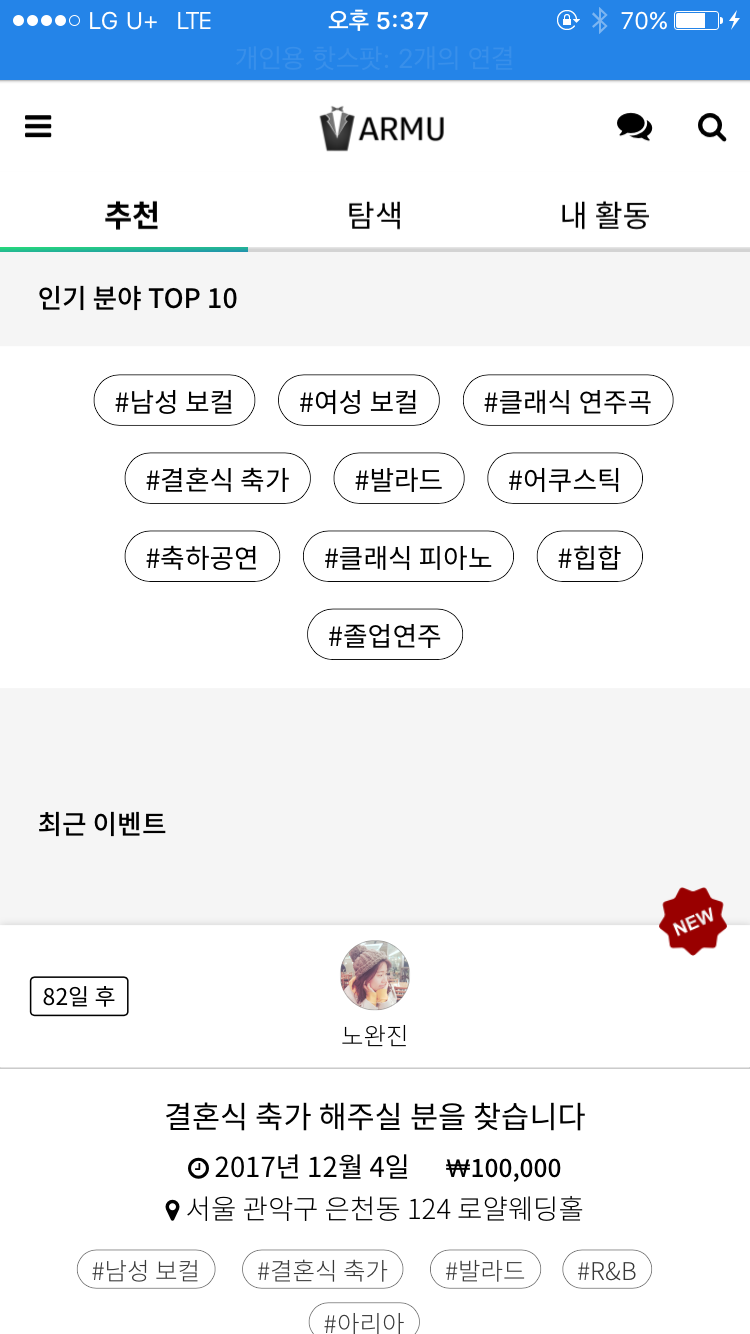 LG U+ LTE 오후 5:37 70%
개인용 핫스팟: 2개의 연결
ARMU
추천 탐색 내 활동
인기 분야 TOP 10
#남성 보컬 #여성 보컬 #클래식 연주곡
#결혼식 축가 #발라드 #어쿠스틱
#축하공연 #클래식 피아노 #힙합
#졸업연주
최근 이벤트
NEW
82일 후
노완진
결혼식 축가 해주실 분을 찾습니다
2017년 12월 4일 ₩100,000
서울 관악구 은천동 124 로얄웨딩홀
#남성 보컬 #결혼식 축가 #발라드 #R&B
#아리아